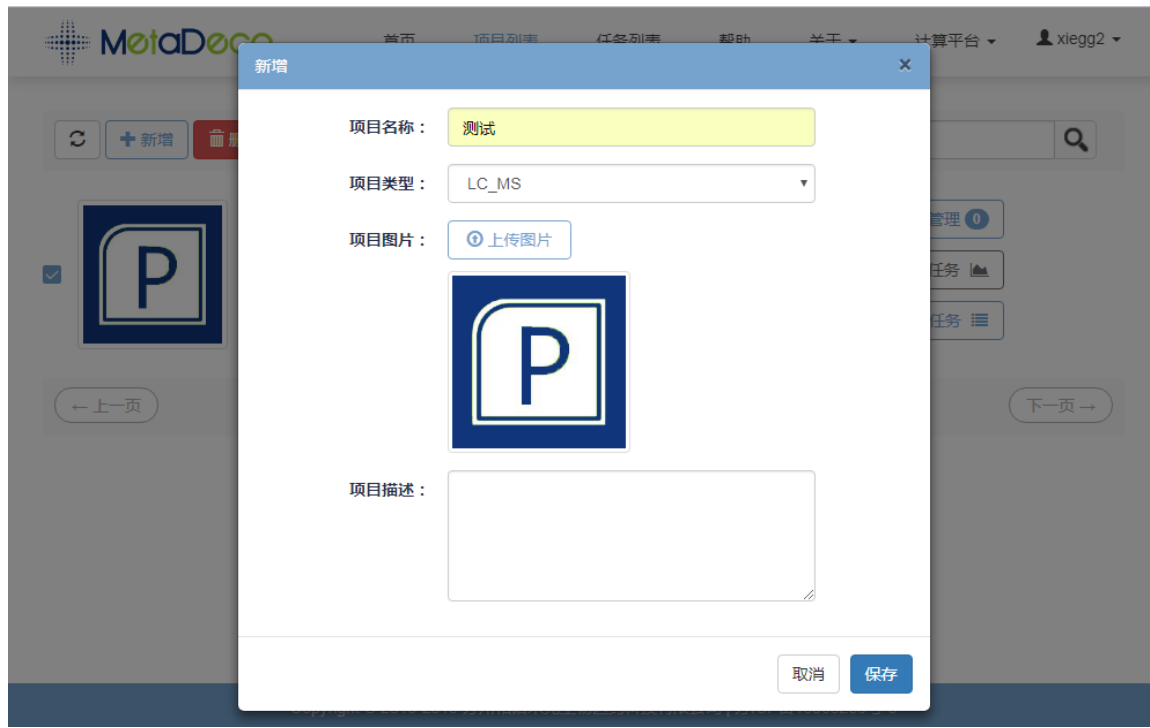 MetaDeco
首页 项目列表 任务列表 帮助 关于 计算平台 xiegg2
新增 ×
项目名称： 测试
新增
项目类型： LC_MS
管理 0
项目图片： 上传图片
P
任务
P
任务
← 上一页
下一页 →
项目描述：
取消 保存